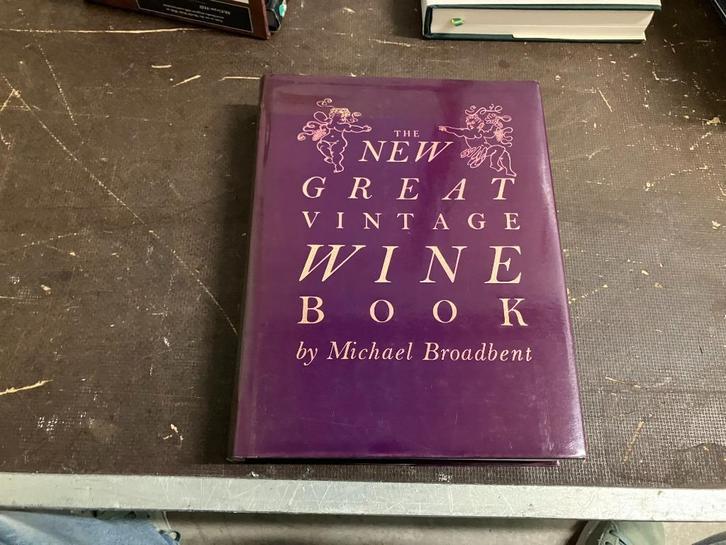 THE
NEW
GREAT
VINTAGE
WINE
BOOK
by Michael Broadbent